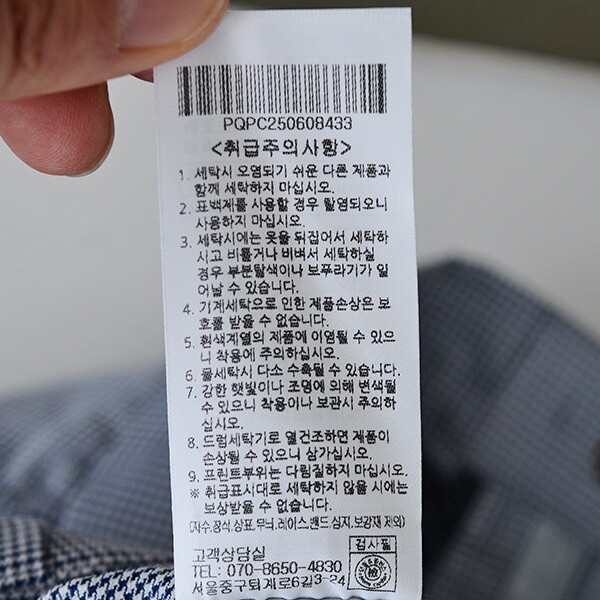 PQPC250608433
<취급주의사항>
1. 세탁시 오염되기 쉬운 다른 제품과
함께 세탁하지 마십시오.
2. 표백제를 사용할 경우 탈염되오니
사용하지 마십시오.
3. 세탁시에는 옷을 뒤집어서 세탁하
시고 비틀거나 비벼서 세탁하실
경우 부분탈색이나 보푸라기가 일
어날 수 있습니다.
4. 기계세탁으로 인한 제품손상은 보
호를 받을 수 없습니다.
5. 흰색계열의 제품에 이염될 수 있으
니 착용에 주의하십시오.
6. 물세탁시 다소 수축될 수 있습니다.
7. 강한 햇빛이나 조명에 의해 변색될
수 있으니 착용이나 보관시 주의하
십시오.
8. 드럼세탁기로 열건조하면 제품이
손상될 수 있으니 삼가십시오.
9. 프린트부위는 다림질하지 마십시오.
※ 취급표시대로 세탁하지 않을 시에는
보상받을 수 없습니다.
(자수,장식,상표,무늬,레이스,밴드,심지,보강재 제외)
고객상담실
검사필
TEL: 070-8650-4830
서울중구퇴계로6길3-24